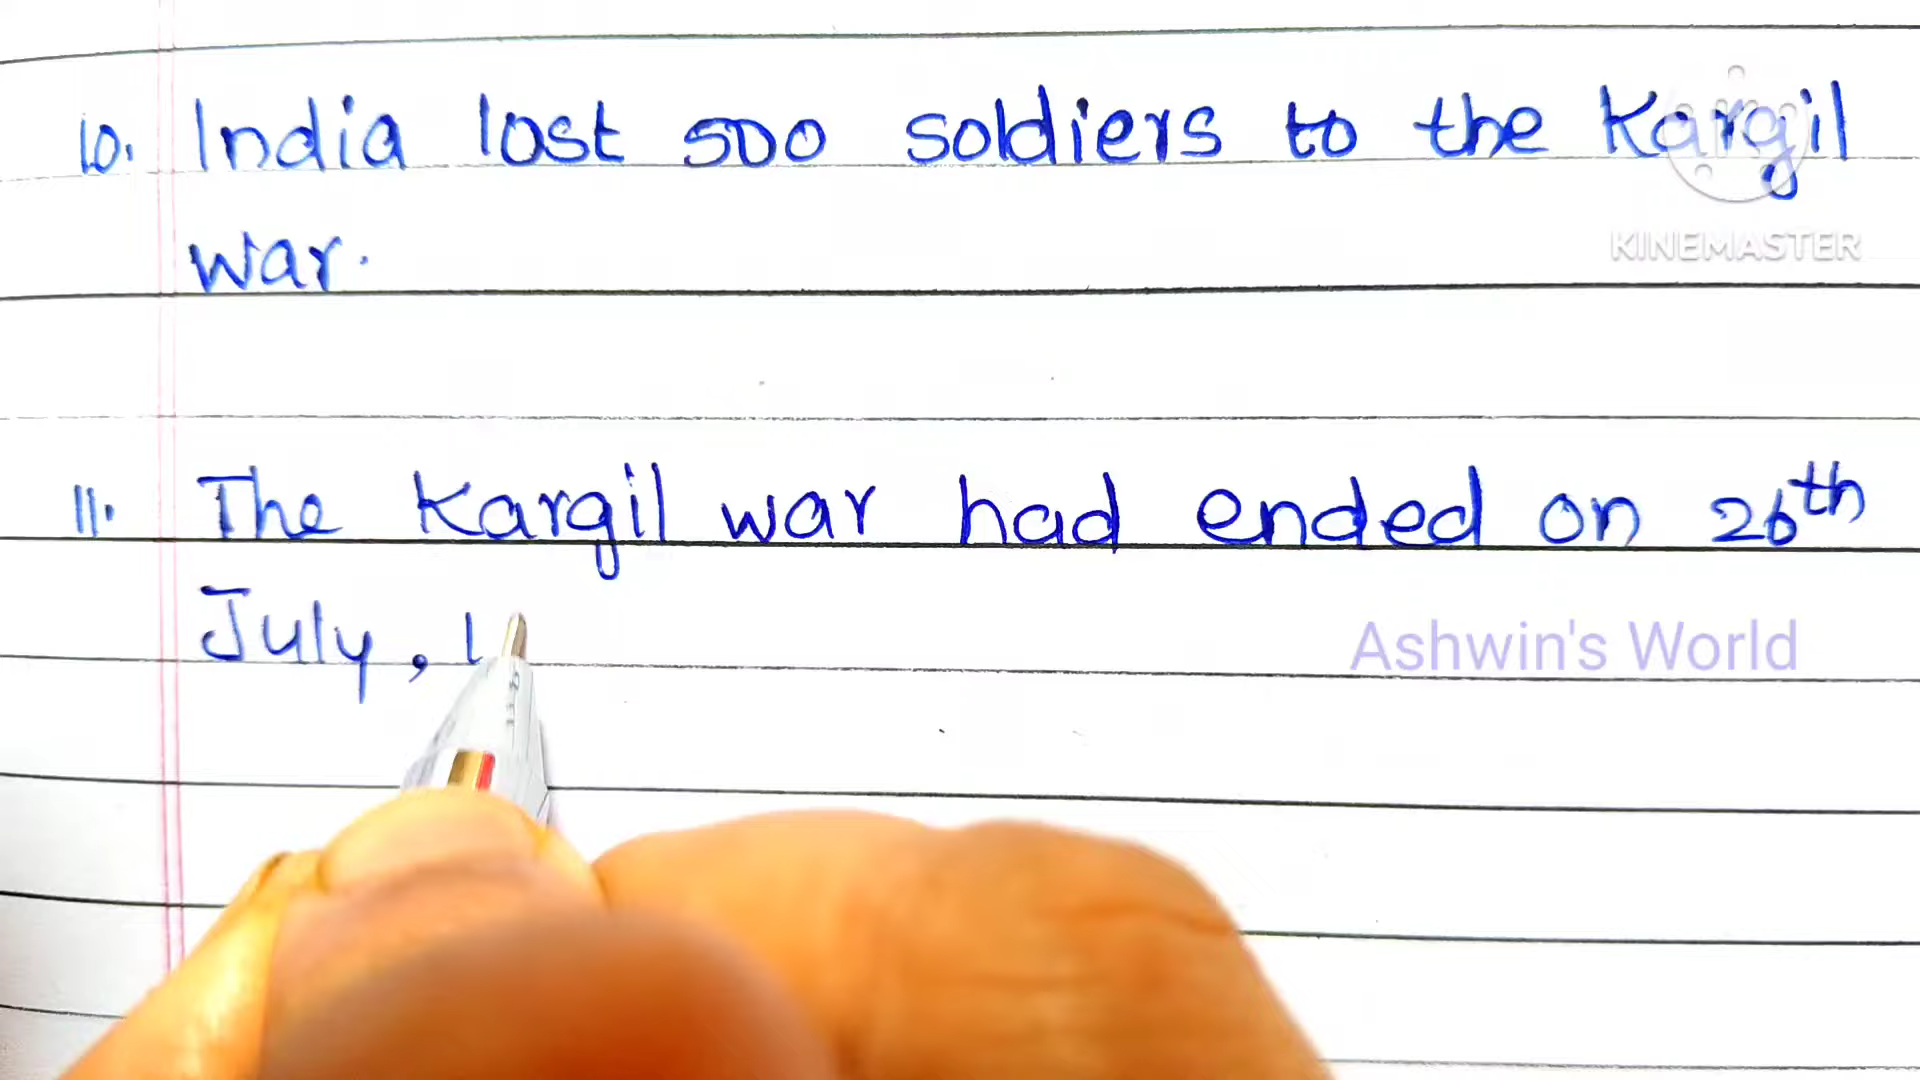 10. India lost 500 soldiers to the Kargil
KINEMASTER
war.
11. The Kargil war had ended on 26th
July, 1
Ashwin's World